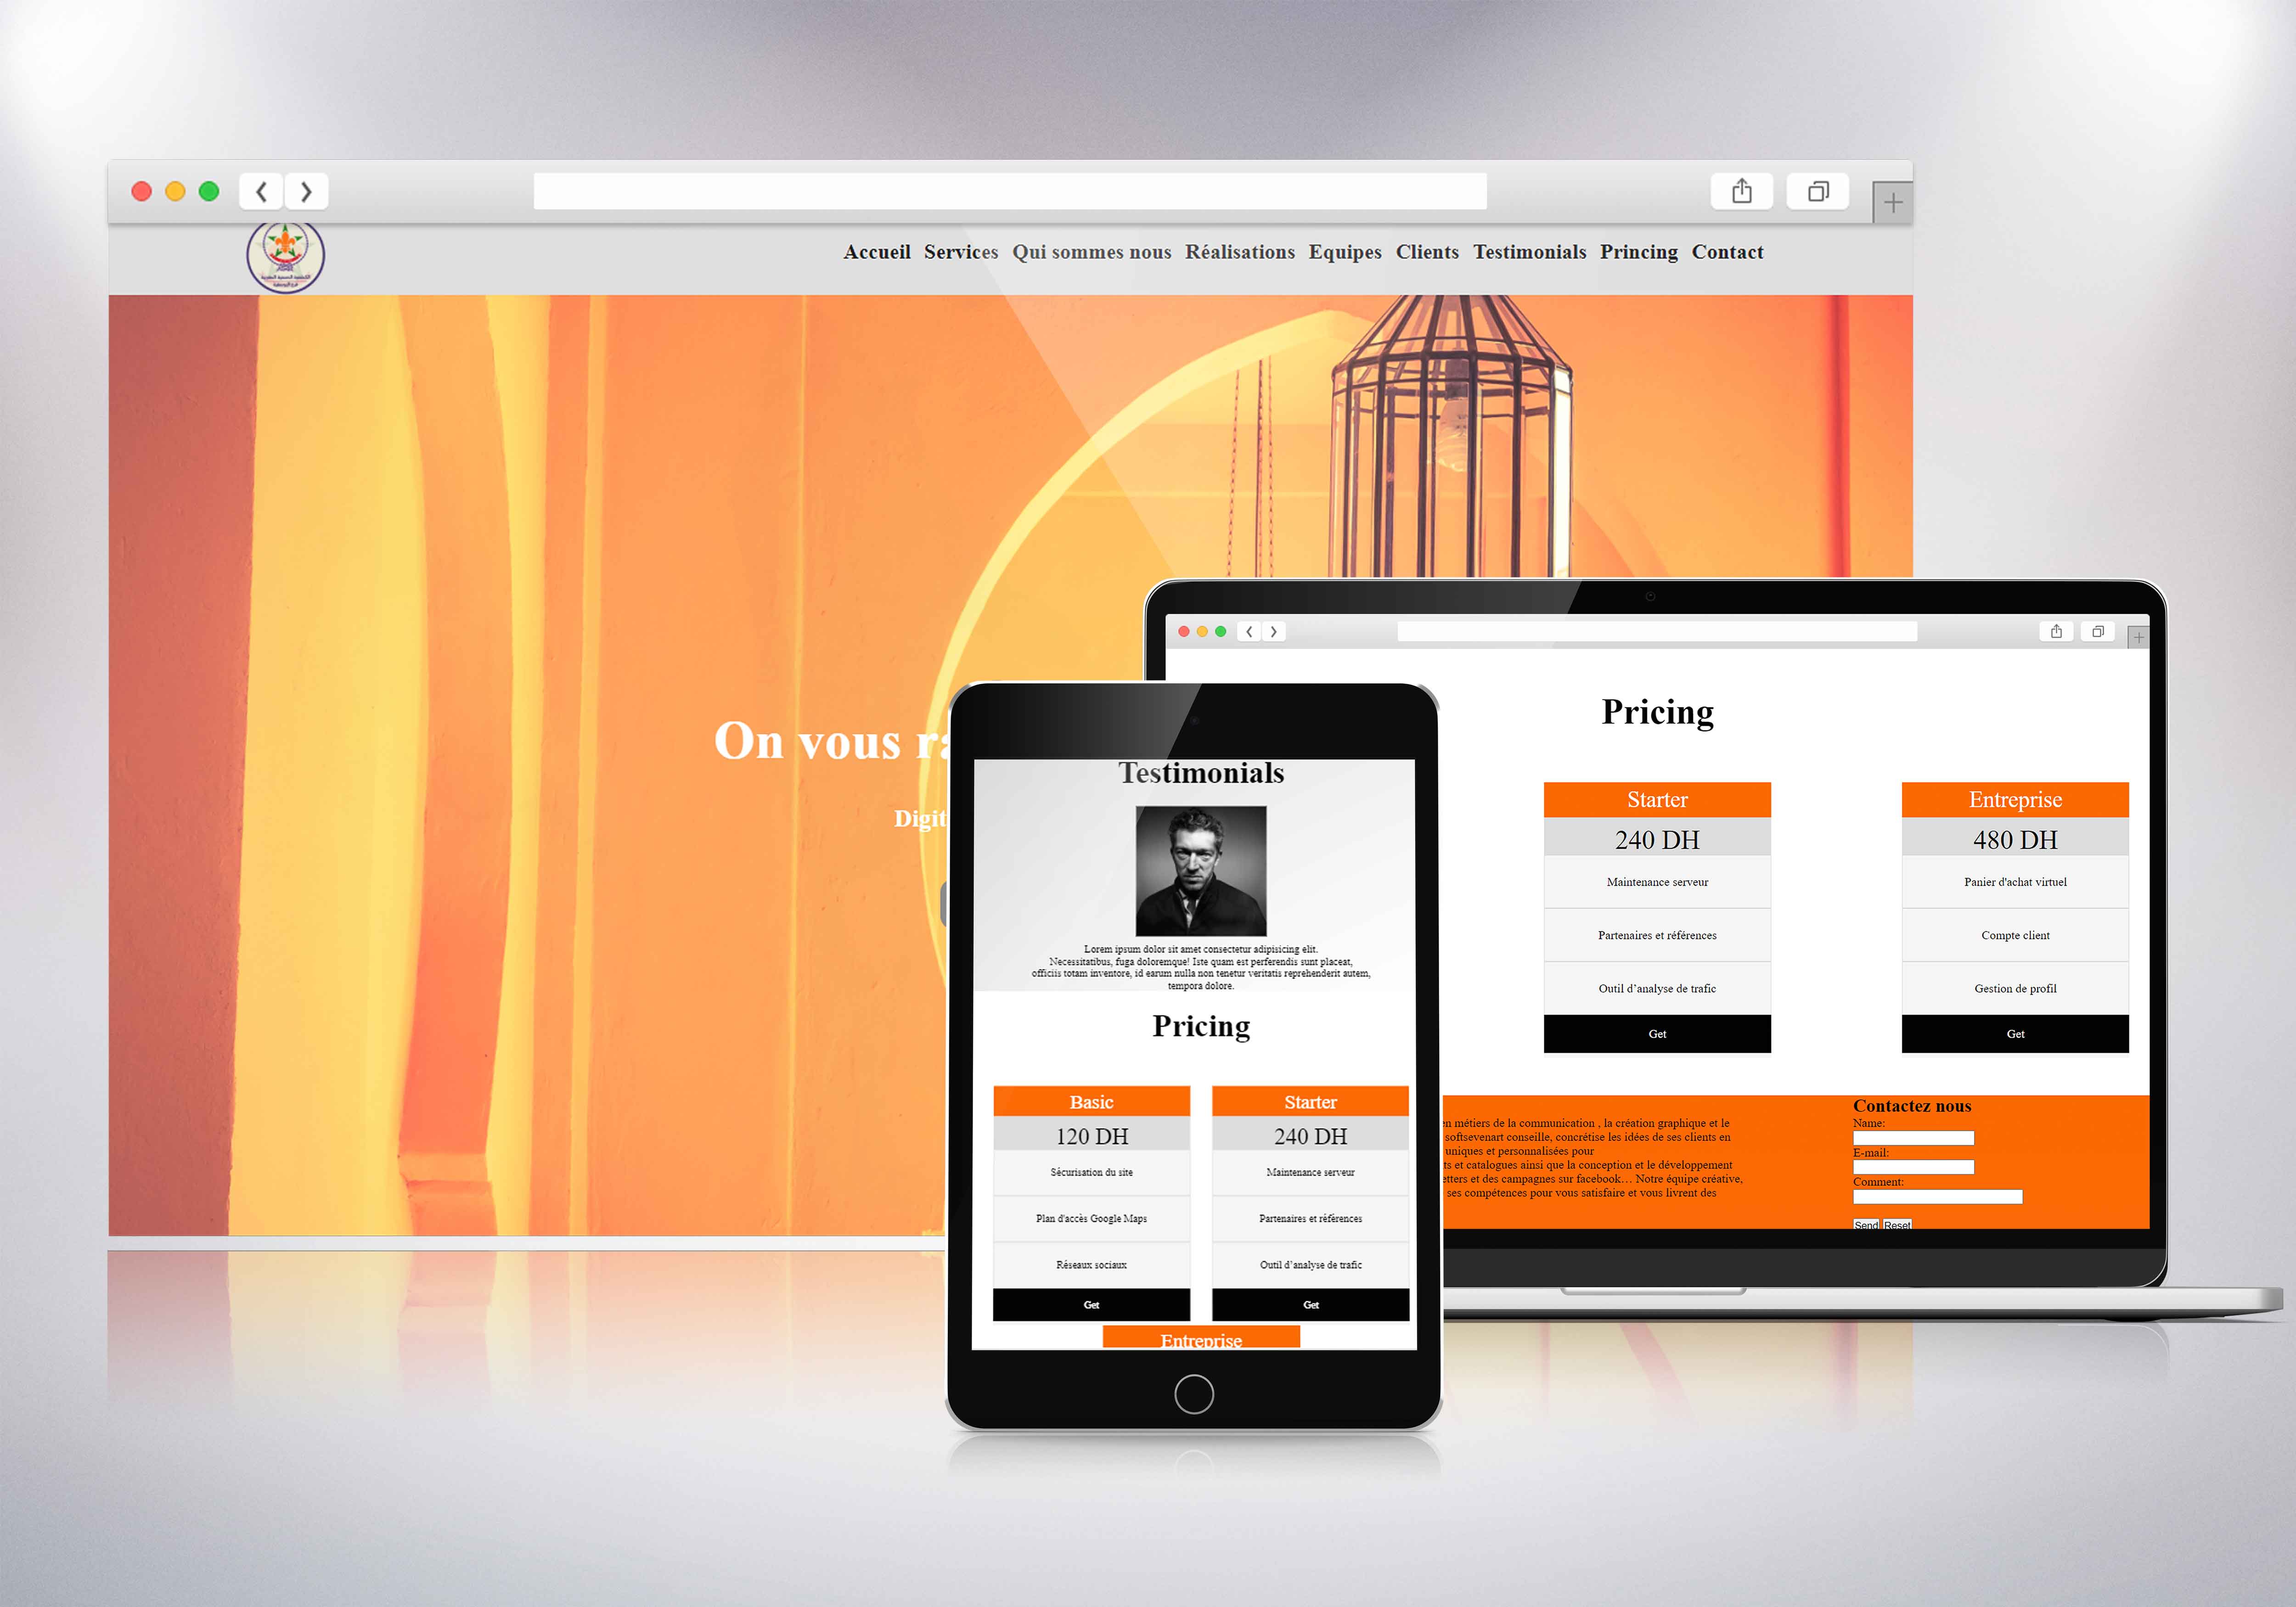 Accueil Services Qui sommes nous Réalisations Equipes Clients Testimonials Princing Contact
On vous
Digit
Testimonials
Lorem ipsum dolor sit amet consectetur adipisicing elit.
Necessitatibus, fuga doloremque! Iste quam est perferendis sunt placeat,
officiis totam inventore, id earum nulla non tenetur veritatis reprehenderit autem,
tempora dolore.
Pricing
Basic
120 DH
Sécurisation du site
Plan d'accès Google Maps
Réseaux sociaux
Get
Starter
240 DH
Maintenance serveur
Partenaires et références
Outil d’analyse de trafic
Get
Entreprise
Pricing
Starter
240 DH
Maintenance serveur
Partenaires et références
Outil d’analyse de trafic
Get
Entreprise
480 DH
Panier d'achat virtuel
Compte client
Gestion de profil
Get
en métiers de la communication , la création graphique et le
softsevenart conseille, concrétise les idées de ses clients en
uniques et personnalisées pour
ts et catalogues ainsi que la conception et le développement
etters et des campagnes sur facebook… Notre équipe créative,
ses compétences pour vous satisfaire et vous livrent des
Contactez nous
Name:
E-mail:
Comment:
Send Reset